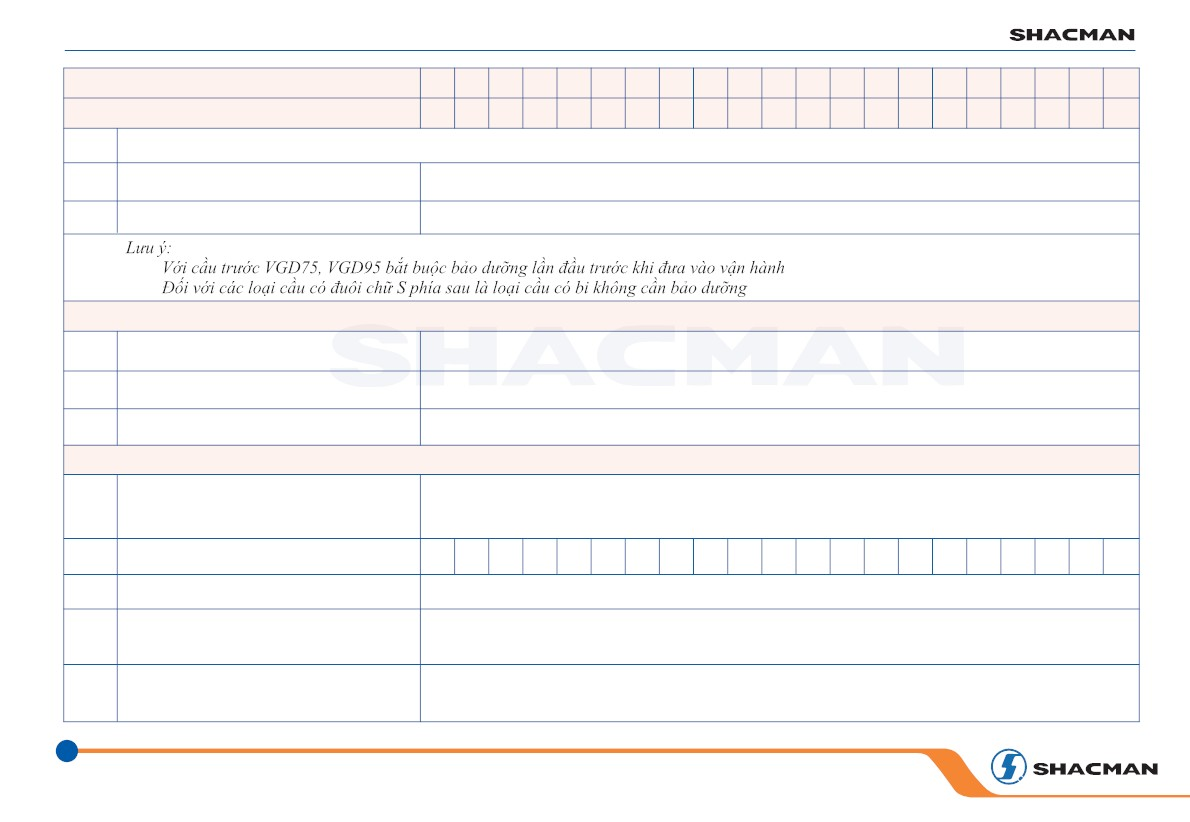 SHACMAN
Lưu ý:
Với cầu trước VGD75, VGD95 bắt buộc bảo dưỡng lần đầu trước khi đưa vào vận hành
Đối với các loại cầu có đuôi chữ S phía sau là loại cầu có bi không cần bảo dưỡng
SHACMAN
SHACMAN